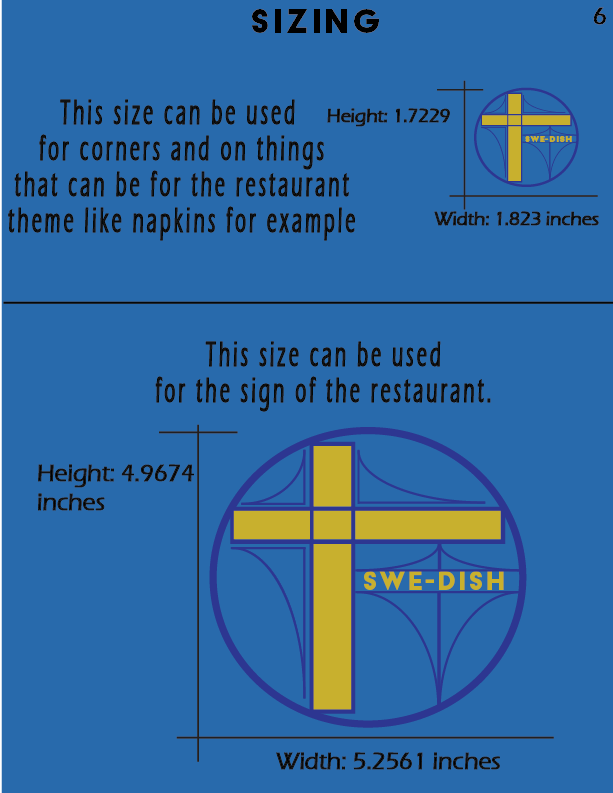 SIZING
6
This size can be used
for corners and on things
that can be for the restaurant
theme like napkins for example
Height: 1.7229
SWE-DISH
Width: 1.823 inches
This size can be used
for the sign of the restaurant.
Height: 4.9674
inches
SWE-DISH
Width: 5.2561 inches